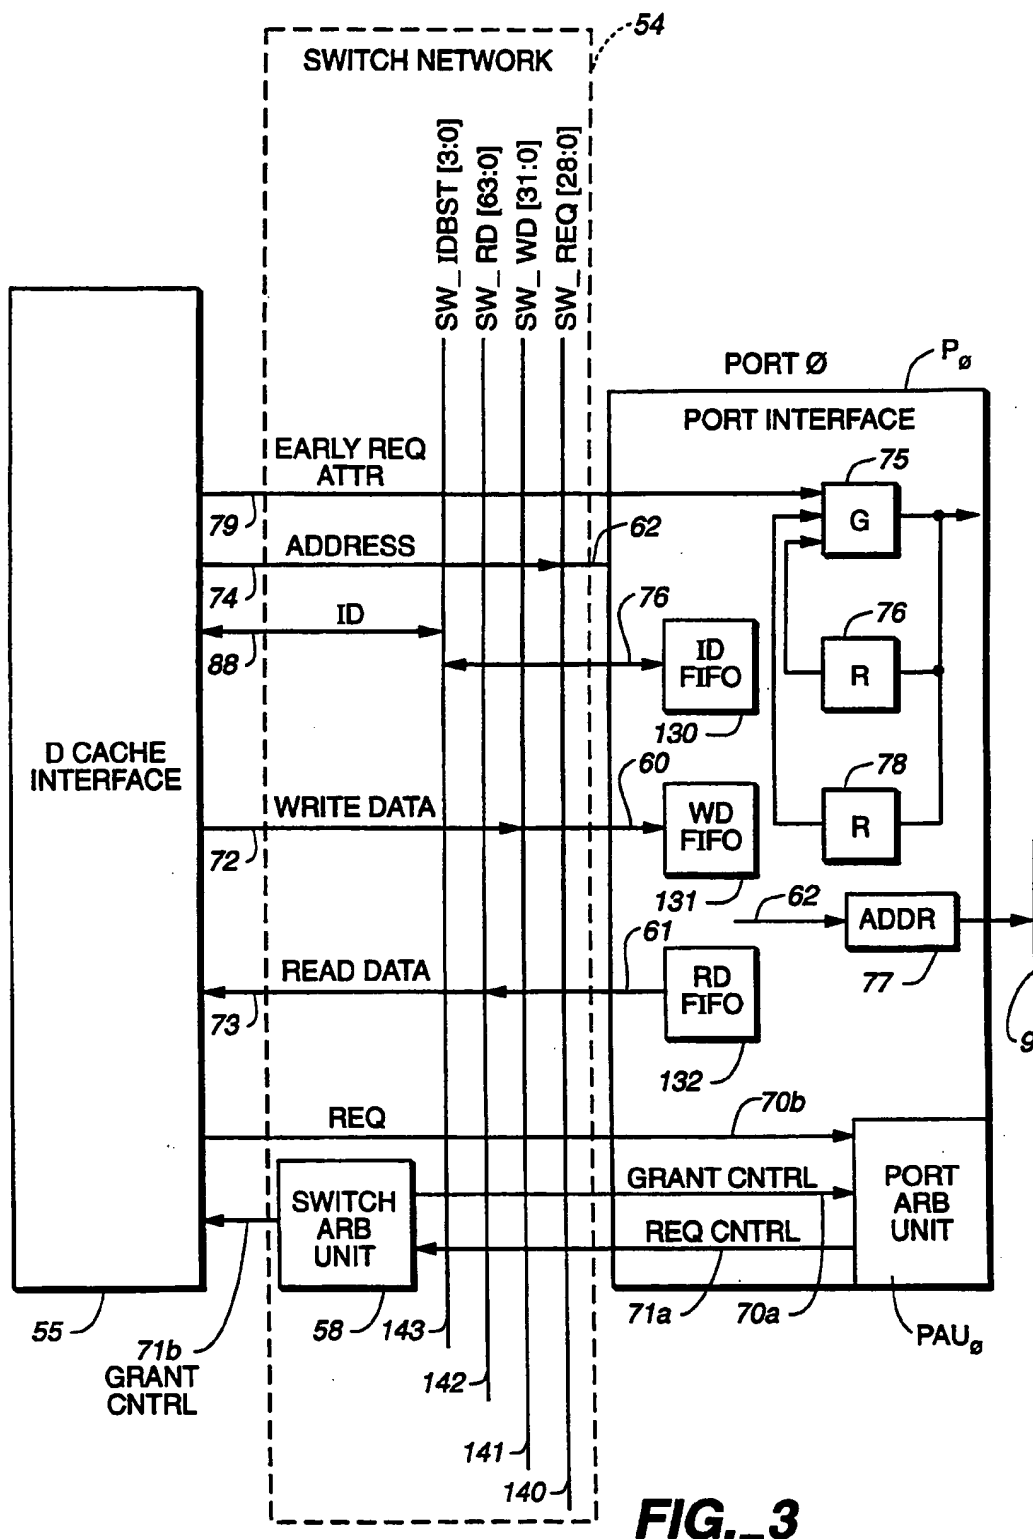 54
SWITCH NETWORK
SW_IDBST [3:0]
SW_RD [63:0]
SW_WD [31:0]
SW_REQ [28:0]
PORT Ø
Pø
PORT INTERFACE
EARLY REQ
ATTR
79
75
G
ADDRESS
62
74
ID
88
76
ID
FIFO
130
76
R
D CACHE
INTERFACE
WRITE DATA
72
60
WD
FIFO
131
78
R
62
ADDR
77
READ DATA
73
61
RD
FIFO
132
9
REQ
70b
SWITCH
ARB
UNIT
GRANT CNTRL
REQ CNTRL
PORT
ARB
UNIT
55
71b
GRANT
CNTRL
58
143
142
141
140
71a
70a
PAUø
FIG._3